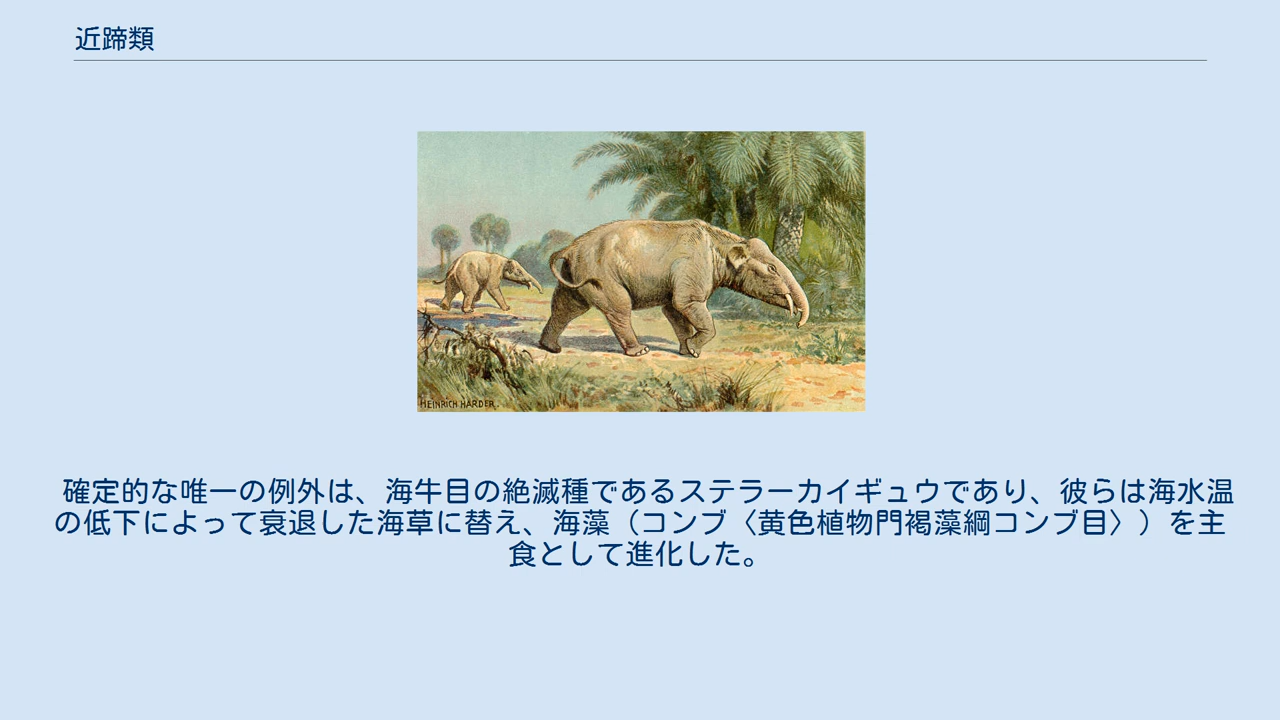 近蹄類
HEINRICH HARDER.
確定的な唯一の例外は、海牛目の絶滅種であるステラーカイギュウであり、彼らは海水温
の低下によって衰退した海草に替え、海藻（コンブ〈黄色植物門褐藻綱コンブ目〉）を主
食として進化した。